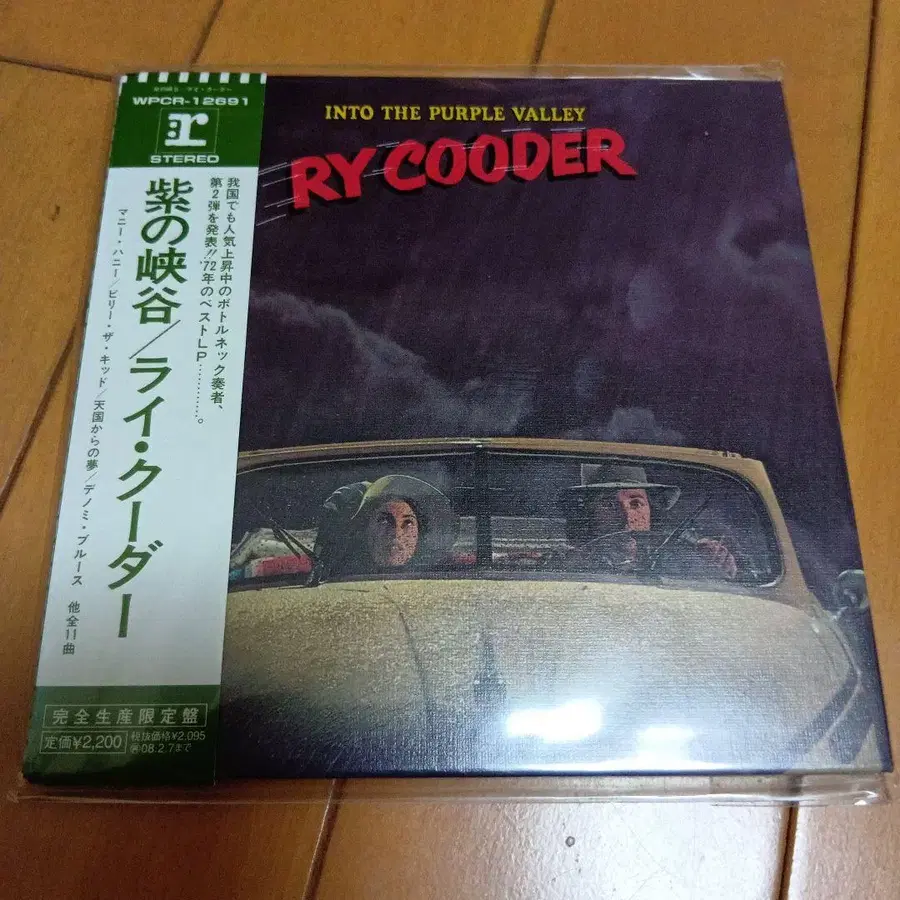 WPCR-12691
r
STEREO
INTO THE PURPLE VALLEY
RY COODER
我国でも人気上昇中のボトルネック奏者、
第2弾を発表!!'72年のベストLP…………。
紫の峡谷/ライ・クーダー
マニー・ハニー/ビリー・ザ・キッド/天国からの夢/デノミ・ブルース 他全11曲
完全生産限定盤
定価¥2,200
税抜価格¥2,095
08.2.7まで